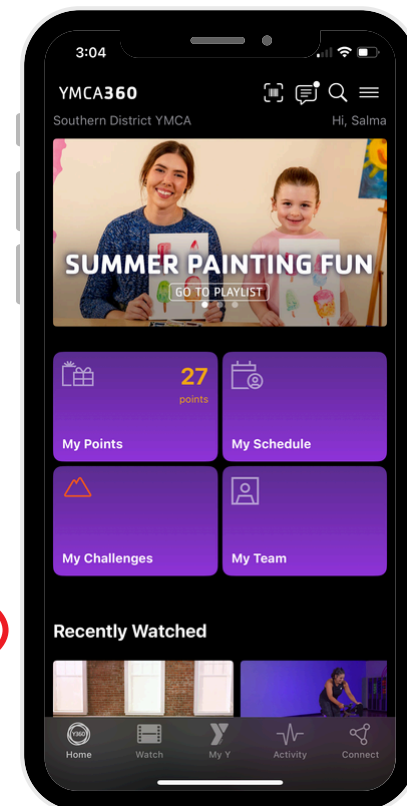 3:04
YMCA360
Southern District YMCA Hi, Salma
SUMMER PAINTING FUN
GO TO PLAYLIST
27
points
My Points
My Schedule
My Challenges
My Team
Recently Watched
Y360
Home Watch My Y Activity Connect